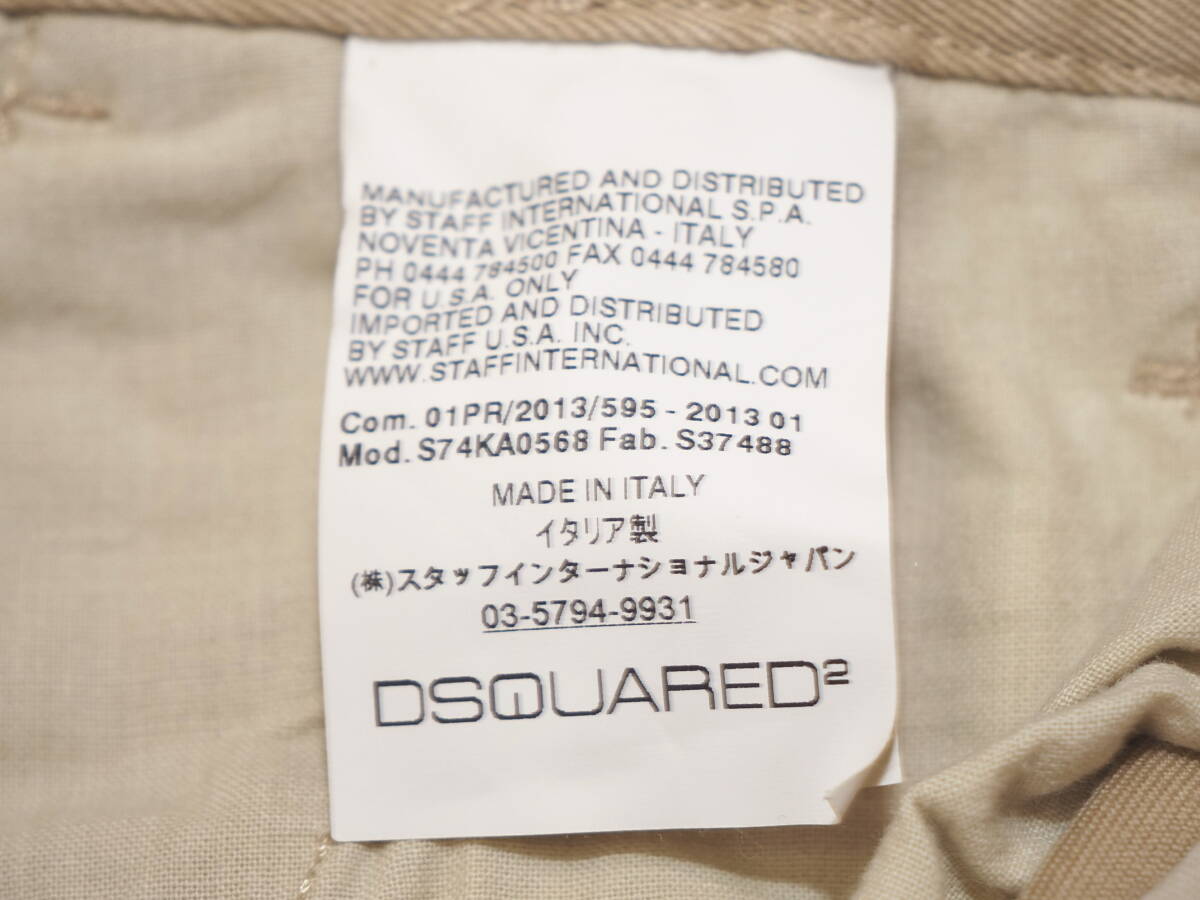 MANUFACTURED AND DISTRIBUTED
BY STAFF INTERNATIONAL S.P.A.
NOVENTA VICENTINA - ITALY
PH 0444 784500 FAX 0444 784580
FOR U.S.A. ONLY
IMPORTED AND DISTRIBUTED
BY STAFF U.S.A. INC.
WWW.STAFFINTERNATIONAL.COM
Com. 01PR/2013/595 - 2013 01
Mod. S74KA0568 Fab. S37488
MADE IN ITALY
イタリア製
(株)スタッフインターナショナルジャパン
03-5794-9931
DSQUARED²